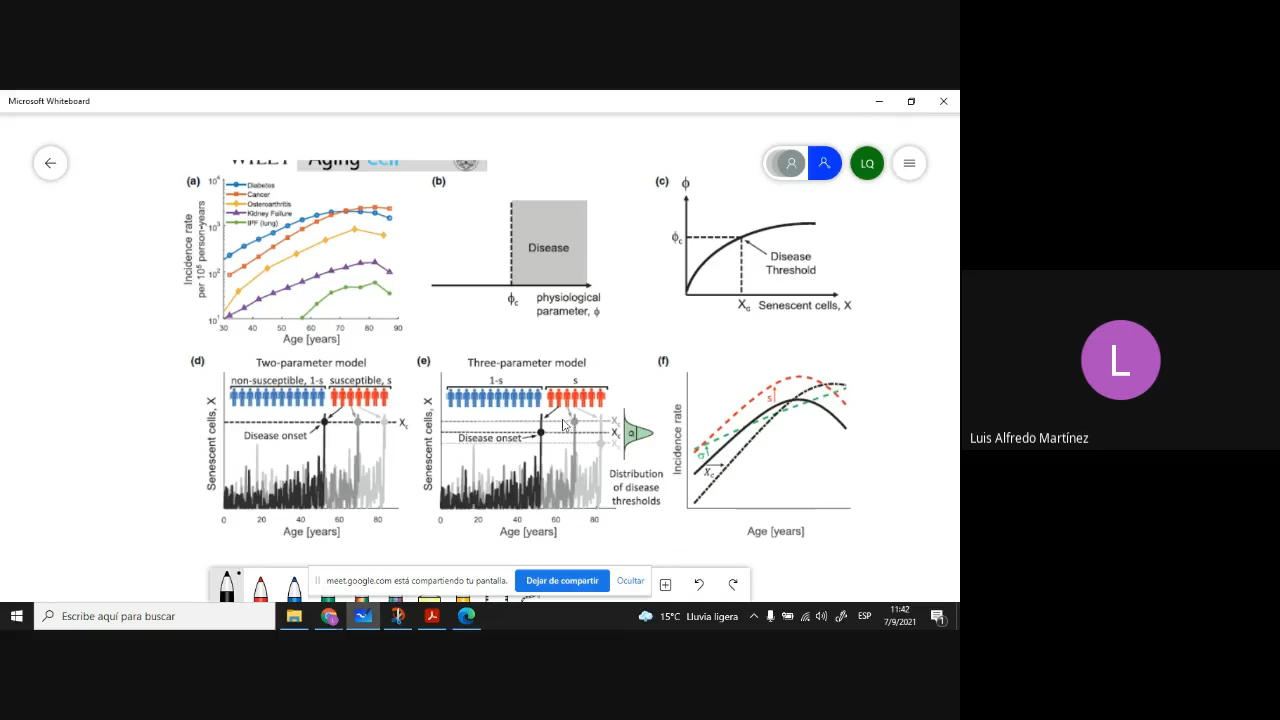 Microsoft Whiteboard
LQ
WILEY Aging Cell
(a)
10⁴
10³
10²
10¹
Incidence rate
per 10⁵ person-years
Diabetes
Cancer
Osteroarthritis
Kidney Failure
IPF (lung)
30 40 50 60 70 80 90
Age [years]
(b)
Disease
ϕc
physiological
parameter, ϕ
(c)
ϕ
ϕc
Disease
Threshold
Xc
Senescent cells, X
(d)
Two-parameter model
non-susceptible, 1-s
susceptible, s
Senescent cells, X
Disease onset
Xc
0 20 40 60 80
Age [years]
(e)
Three-parameter model
1-s
s
Senescent cells, X
Disease onset
Xc
Xc
Xc
Distribution
of disease
thresholds
0 20 40 60 80
Age [years]
(f)
Incidence rate
s
σ
Xc
Age [years]
meet.google.com está compartiendo tu pantalla.
Dejar de compartir
Ocultar
Escribe aquí para buscar
15°C Lluvia ligera
ESP
11:42
7/9/2021
1
L
Luis Alfredo Martínez